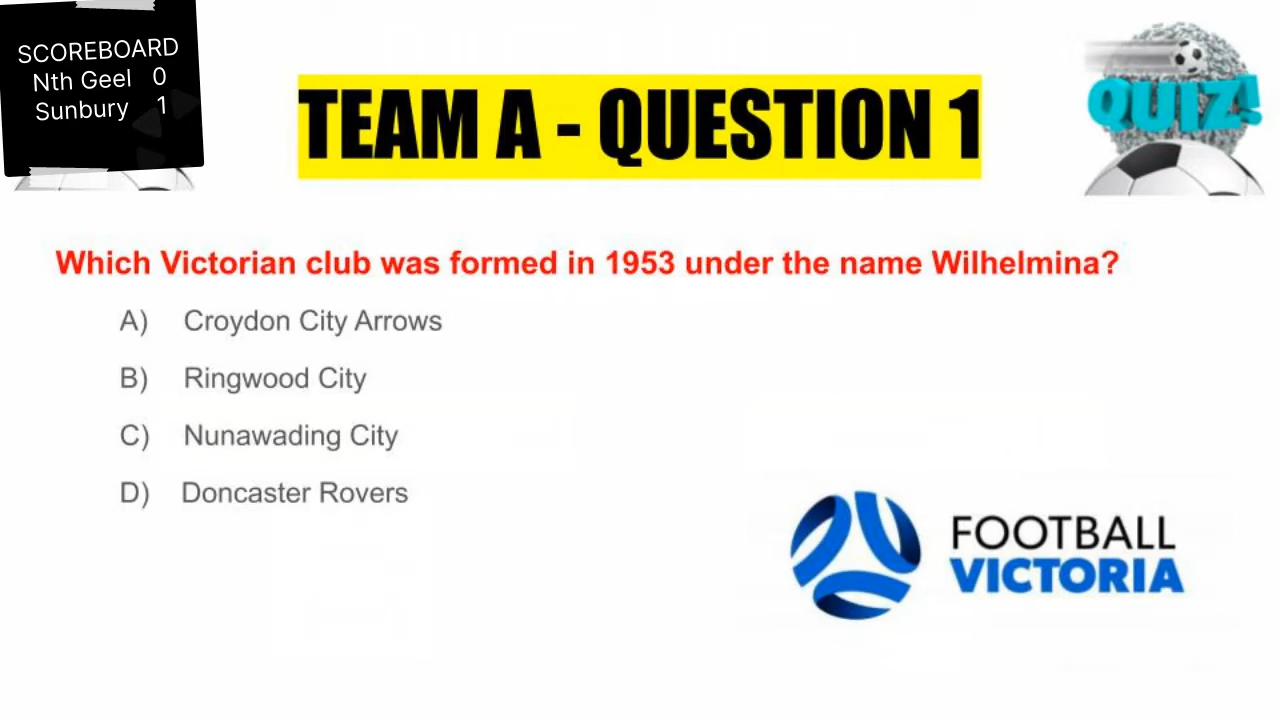 SCOREBOARD
Nth Geel 0
Sunbury 1
TEAM A - QUESTION 1
QUIZ!
Which Victorian club was formed in 1953 under the name Wilhelmina?
A) Croydon City Arrows
B) Ringwood City
C) Nunawading City
D) Doncaster Rovers
FOOTBALL
VICTORIA